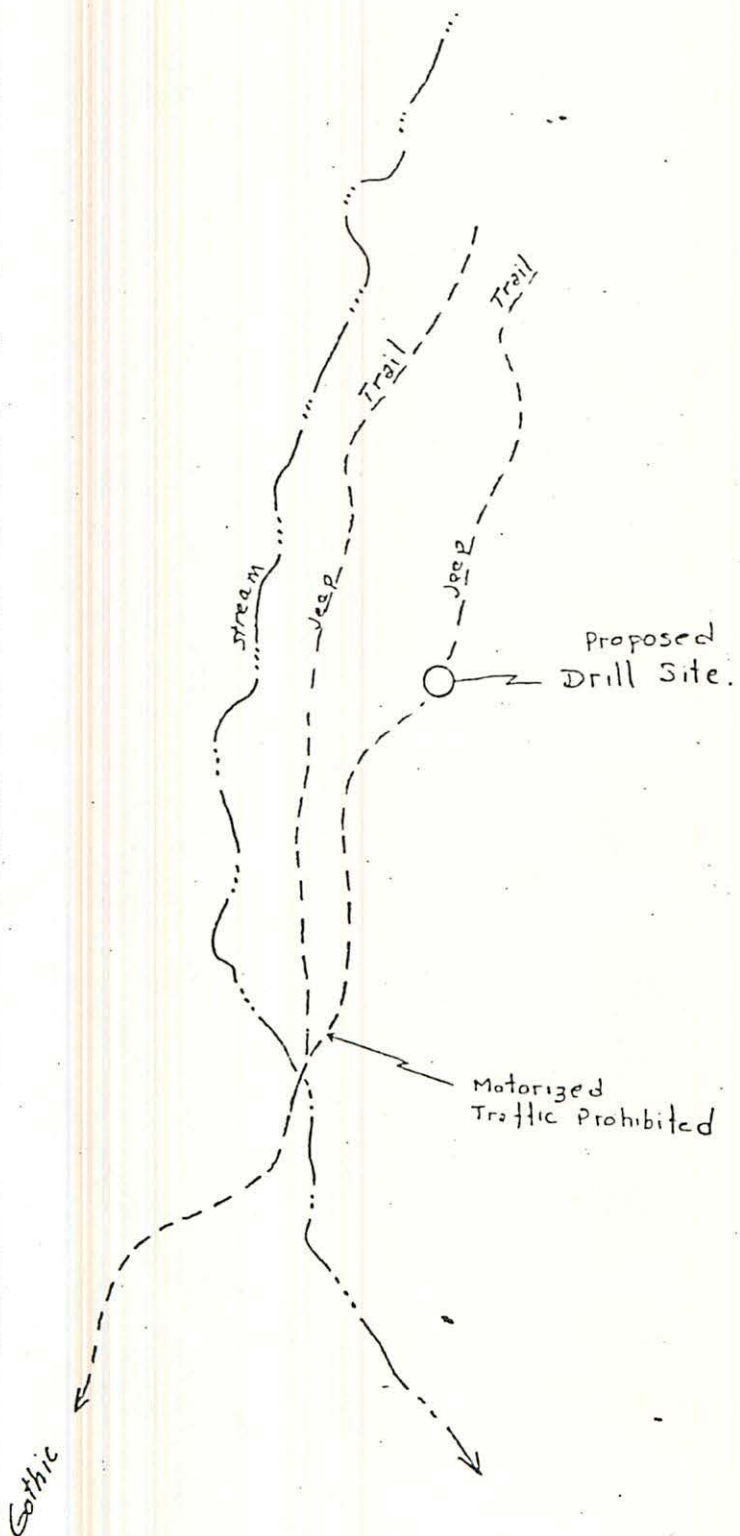 Trail
Trail
stream
Jeep
Jeep
Proposed
Drill Site.
Motorized
Traffic Prohibited
Gothic